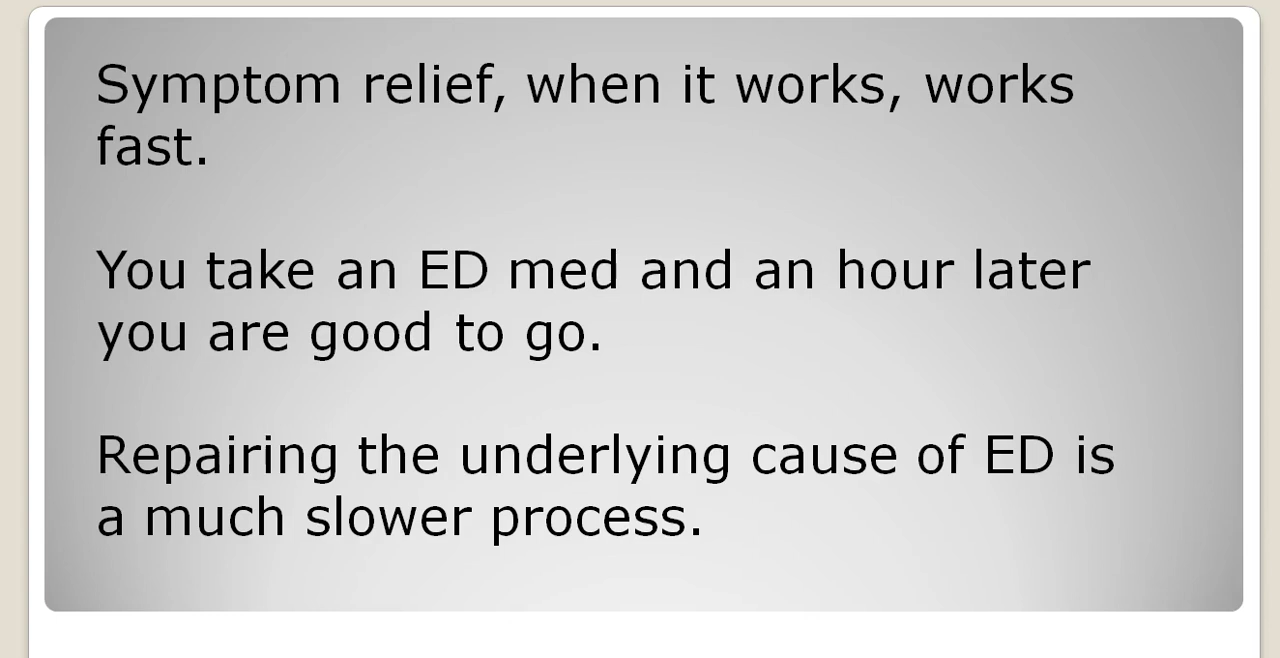 Symptom relief, when it works, works
fast.
You take an ED med and an hour later
you are good to go.
Repairing the underlying cause of ED is
a much slower process.